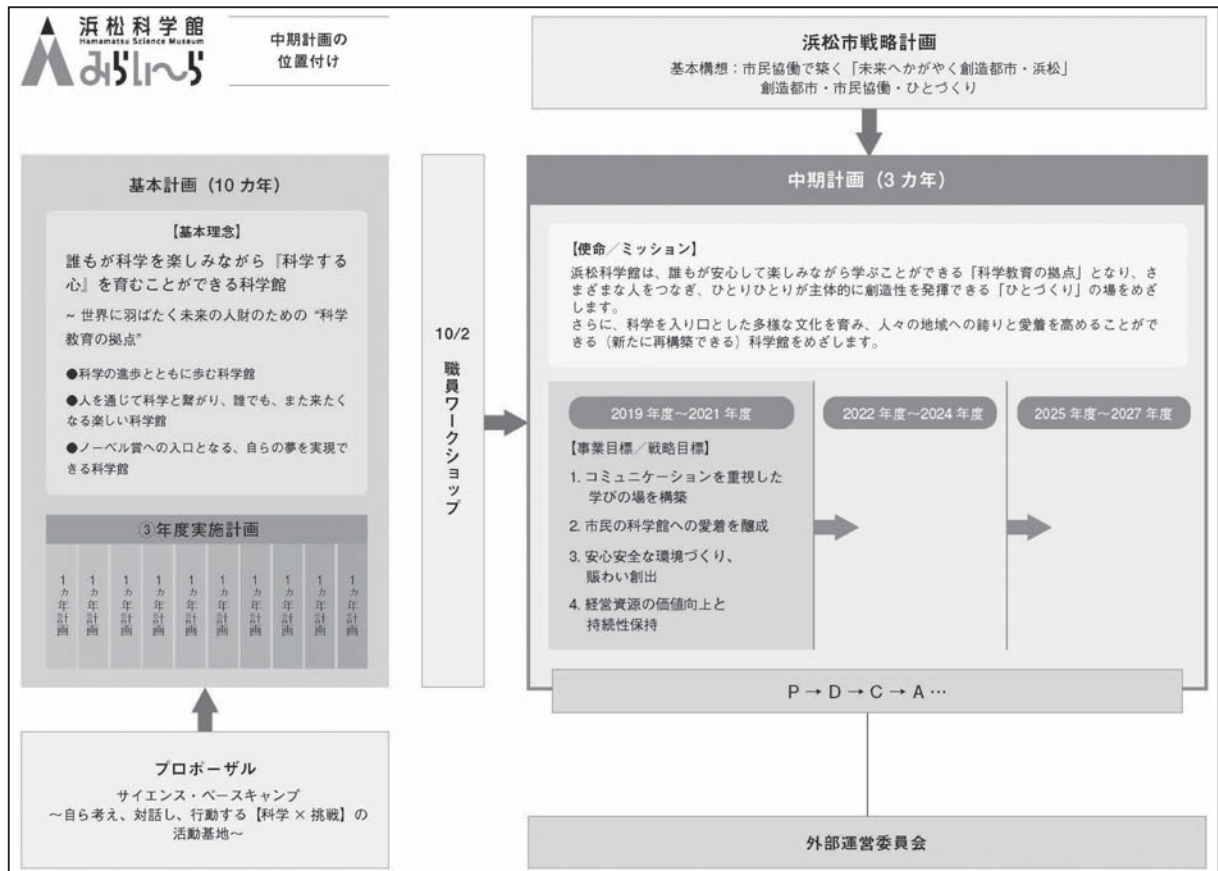 浜松科学館
Hamamatsu Science Museum
みらいーら
中期計画の
位置付け
浜松市戦略計画
基本構想：市民協働で築く「未来へかがやく創造都市・浜松」
創造都市・市民協働・ひとづくり
基本計画（10カ年）
【基本理念】
誰もが科学を楽しみながら『科学する
心』を育むことができる科学館
~ 世界に羽ばたく未来の人財のための "科学
教育の拠点"
●科学の進歩とともに歩む科学館
●人を通じて科学と繋がり、誰でも、また来たく
なる楽しい科学館
●ノーベル賞への入口となる、自らの夢を実現で
きる科学館
③年度実施計画
1カ年計画
1カ年計画
1カ年計画
1カ年計画
1カ年計画
1カ年計画
1カ年計画
1カ年計画
1カ年計画
1カ年計画
プロポーザル
サイエンス・ベースキャンプ
～自ら考え、対話し、行動する【科学 × 挑戦】の
活動基地～
10/2
職員ワークショップ
中期計画（3カ年）
【使命／ミッション】
浜松科学館は、誰もが安心して楽しみながら学ぶことができる「科学教育の拠点」となり、さ
まざまな人をつなぎ、ひとりひとりが主体的に創造性を発揮できる「ひとづくり」の場をめざ
します。
さらに、科学を入り口とした多様な文化を育み、人々の地域への誇りと愛着を高めることがで
きる（新たに再構築できる）科学館をめざします。
2019年度～2021年度
2022年度～2024年度
2025年度～2027年度
【事業目標／戦略目標】
1. コミュニケーションを重視した
学びの場を構築
2. 市民の科学館への愛着を醸成
3. 安心安全な環境づくり、
賑わい創出
4. 経営資源の価値向上と
持続性保持
P → D → C → A …
外部運営委員会